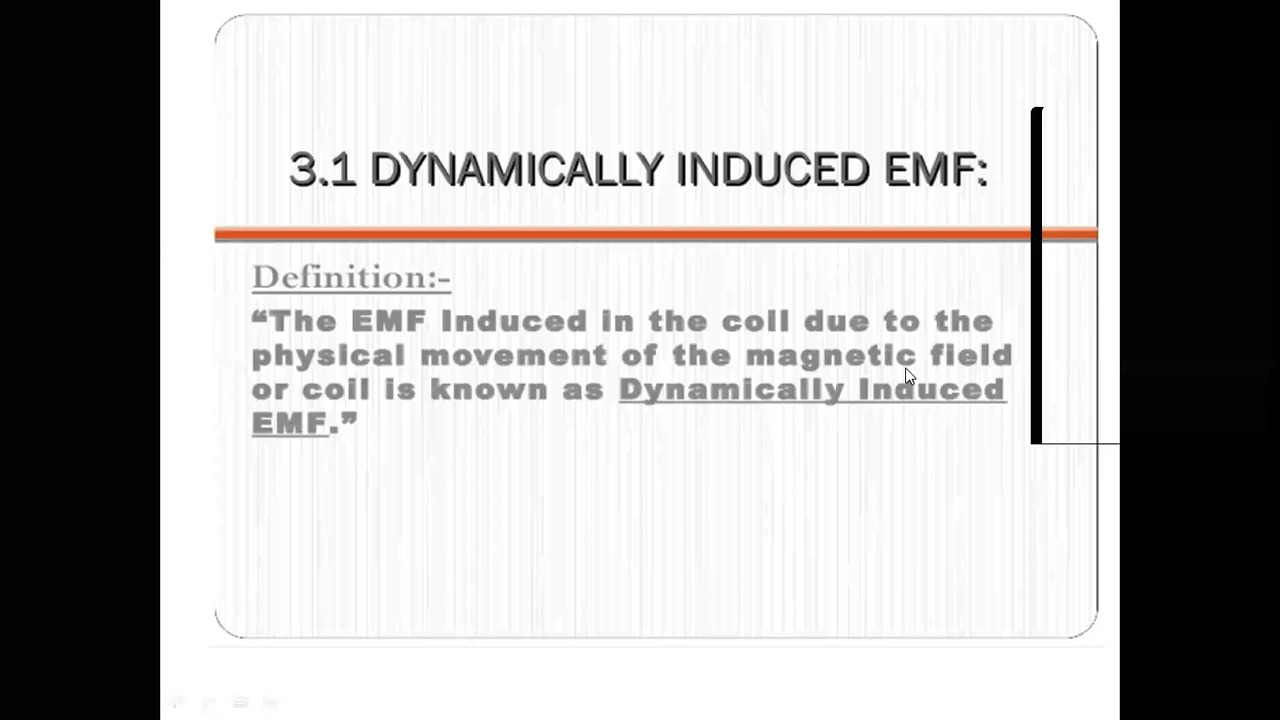 3.1 DYNAMICALLY INDUCED EMF:
Definition:-
“The EMF Induced in the coil due to the
physical movement of the magnetic field
or coil is known as Dynamically Induced
EMF.”